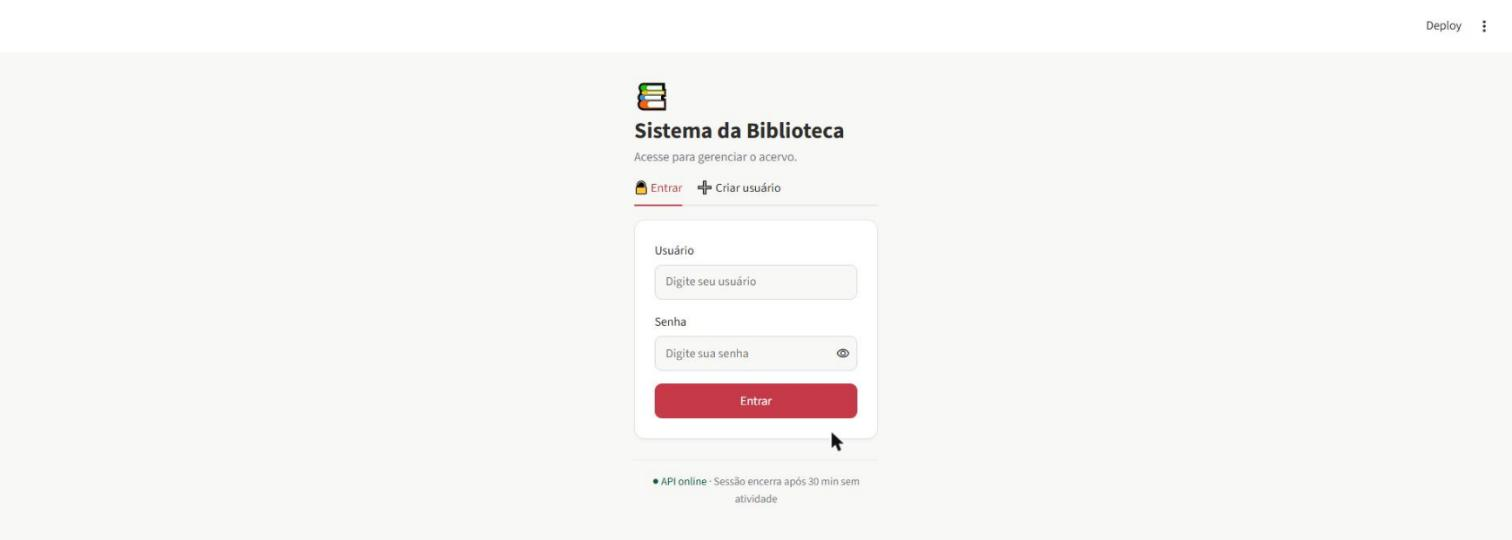 Deploy
Sistema da Biblioteca
Acesse para gerenciar o acervo.
Entrar Criar usuário
Usuário
Digite seu usuário
Senha
Digite sua senha
Entrar
• API online · Sessão encerra após 30 min sem
atividade